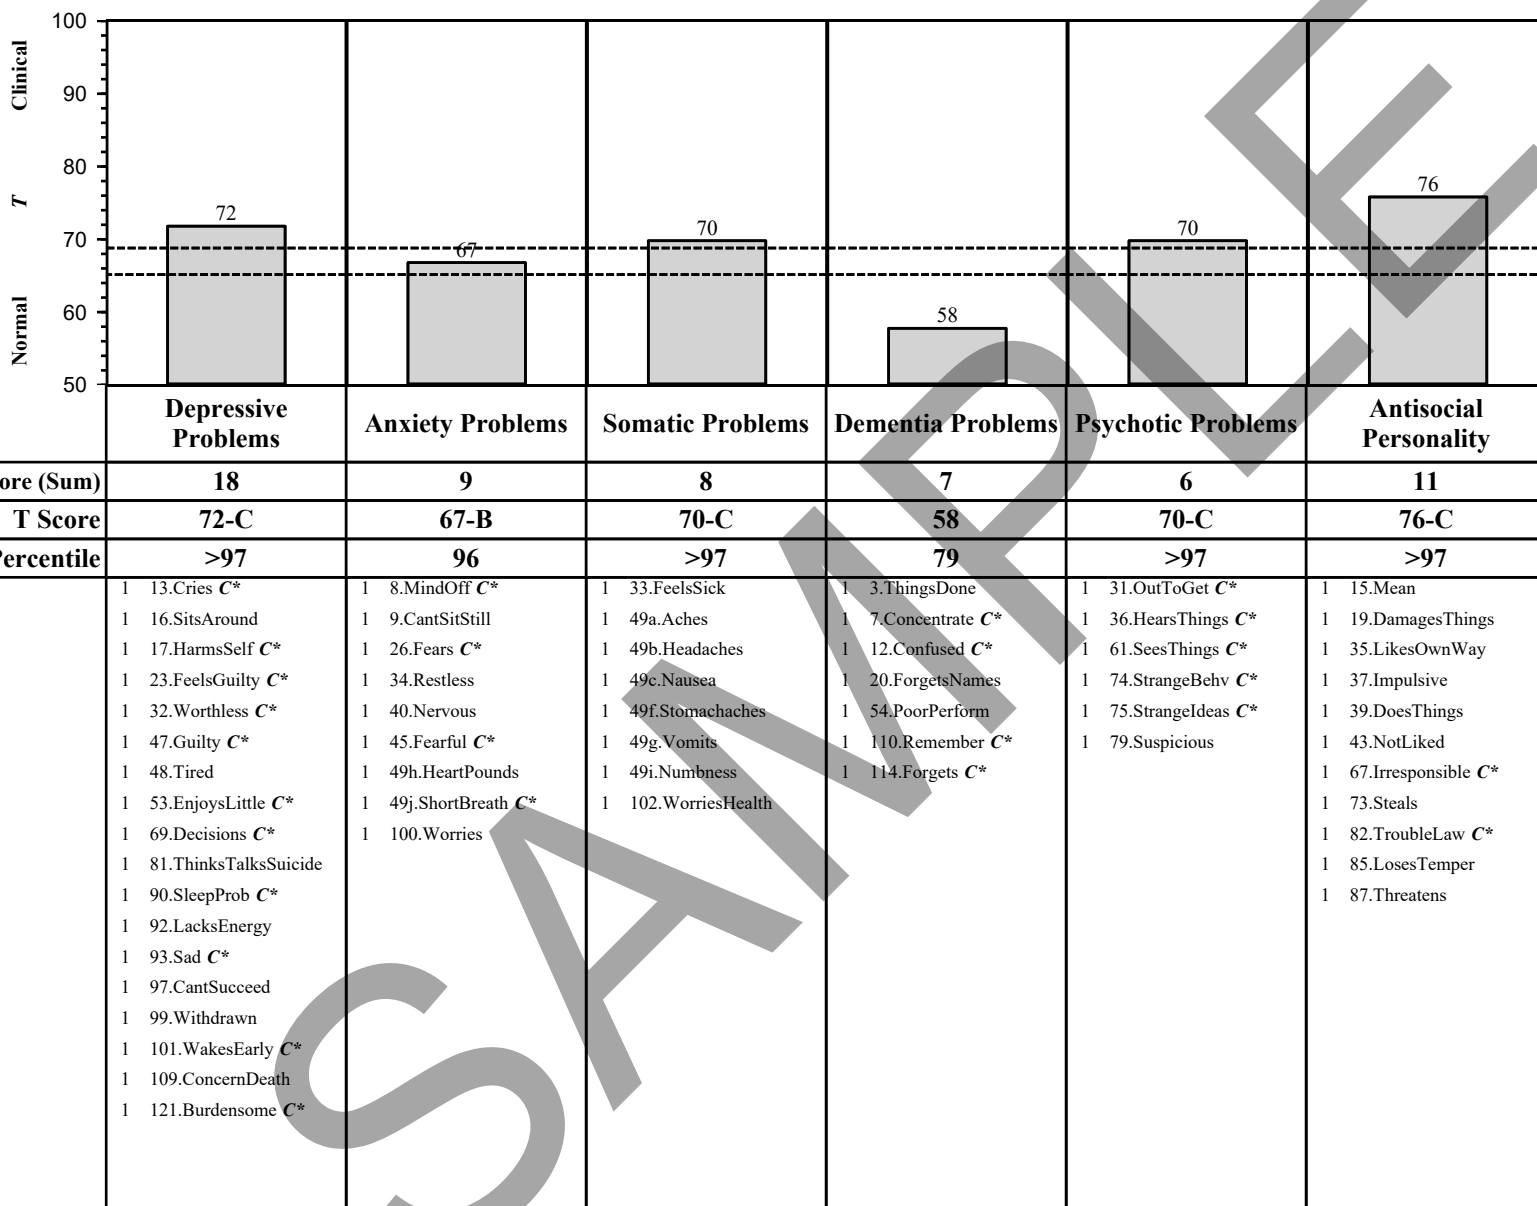 100
Clinical
90
80
T
70
Normal
60
50
72
67
70
58
70
76
Depressive Problems
Anxiety Problems
Somatic Problems
Dementia Problems
Psychotic Problems
Antisocial Personality
ore (Sum) 18 9 8 7 6 11
T Score 72-C 67-B 70-C 58 70-C 76-C
Percentile >97 96 >97 79 >97 >97
1 13.Cries C*
1 16.SitsAround
1 17.HarmsSelf C*
1 23.FeelsGuilty C*
1 32.Worthless C*
1 47.Guilty C*
1 48.Tired
1 53.EnjoysLittle C*
1 69.Decisions C*
1 81.ThinksTalksSuicide
1 90.SleepProb C*
1 92.LacksEnergy
1 93.Sad C*
1 97.CantSucceed
1 99.Withdrawn
1 101.WakesEarly C*
1 109.ConcernDeath
1 121.Burdensome C*
1 8.MindOff C*
1 9.CantSitStill
1 26.Fears C*
1 34.Restless
1 40.Nervous
1 45.Fearful C*
1 49h.HeartPounds
1 49j.ShortBreath C*
1 100.Worries
1 33.FeelsSick
1 49a.Aches
1 49b.Headaches
1 49c.Nausea
1 49f.Stomachaches
1 49g.Vomits
1 49i.Numbness
1 102.WorriesHealth
1 3.ThingsDone
1 7.Concentrate C*
1 12.Confused C*
1 20.ForgetsNames
1 54.PoorPerform
1 110.Remember C*
1 114.Forgets C*
1 31.OutToGet C*
1 36.HearsThings C*
1 61.SeesThings C*
1 74.StrangeBehv C*
1 75.StrangeIdeas C*
1 79.Suspicious
1 15.Mean
1 19.DamagesThings
1 35.LikesOwnWay
1 37.Impulsive
1 39.DoesThings
1 43.NotLiked
1 67.Irresponsible C*
1 73.Steals
1 82.TroubleLaw C*
1 85.LosesTemper
1 87.Threatens
SAMPLE